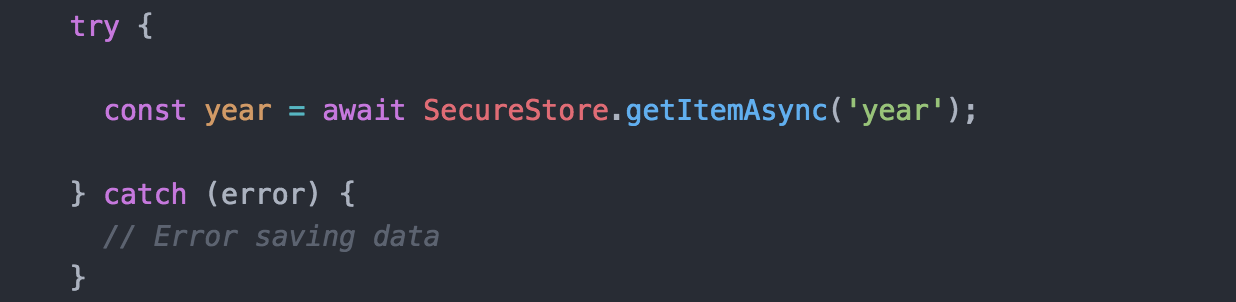 try {
const year = await SecureStore.getItemAsync('year');
} catch (error) {
// Error saving data
}